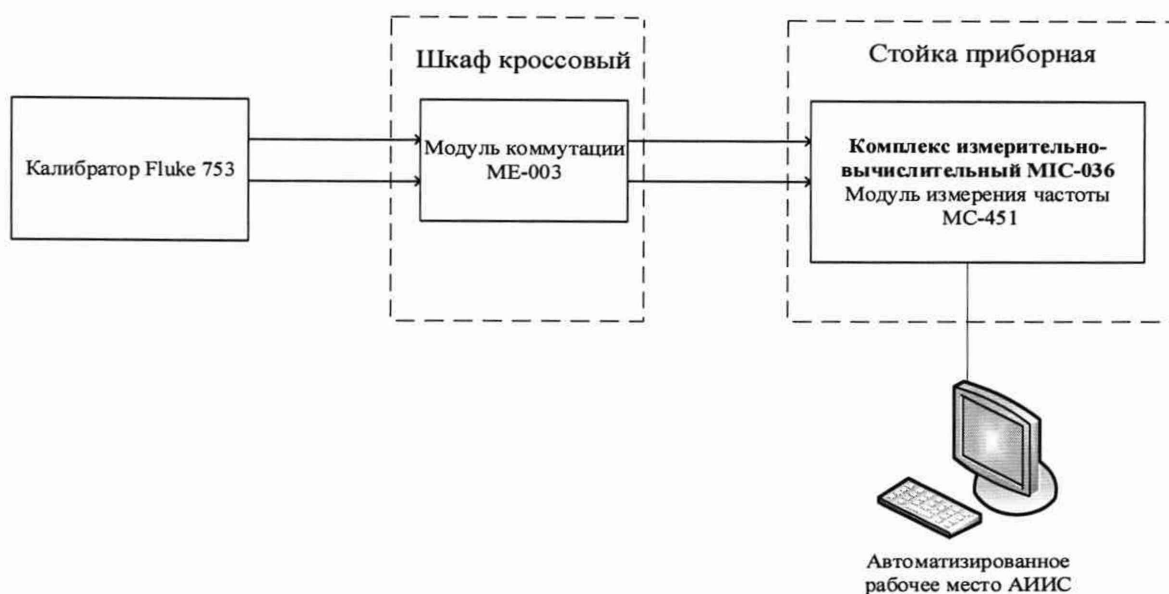 Шкаф кроссовый
Стойка приборная
Калибратор Fluke 753
Модуль коммутации
МЕ-003
Комплекс измерительно-
вычислительный MIC-036
Модуль измерения частоты
МС-451
Автоматизированное
рабочее место АИИС